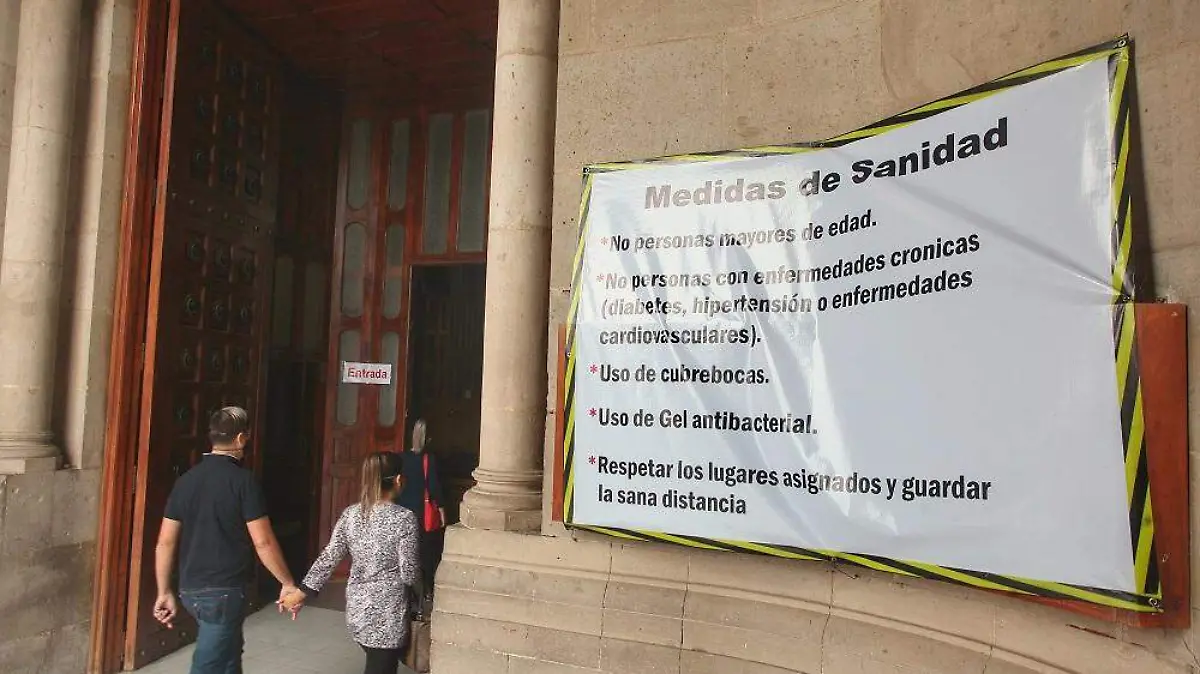 Medidas de Sanidad
*No personas mayores de edad.
*No personas con enfermedades cronicas
(diabetes, hipertensión o enfermedades
cardiovasculares).
*Uso de cubrebocas.
*Uso de Gel antibacterial.
*Respetar los lugares asignados y guardar
la sana distancia
Entrada